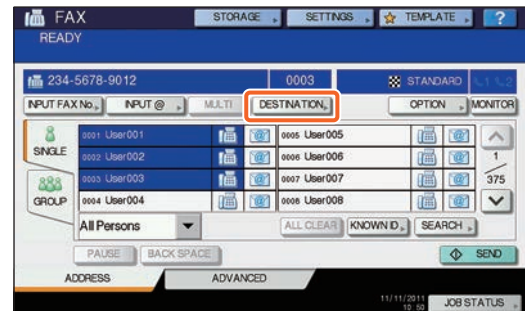 FAX STORAGE SETTINGS TEMPLATE ?
READY
234-5678-9012 0003 STANDARD L1 L2
INPUT FAX No. INPUT @ MULTI DESTINATION OPTION MONITOR
SINGLE
GROUP
0001 User001 0005 User005
0002 User002 0006 User006
0003 User003 0007 User007
0004 User004 0008 User008
1
375
All Persons ALL CLEAR KNOWN ID SEARCH
PAUSE BACK SPACE SEND
ADDRESS ADVANCED
11/11/2011
10:50
JOB STATUS